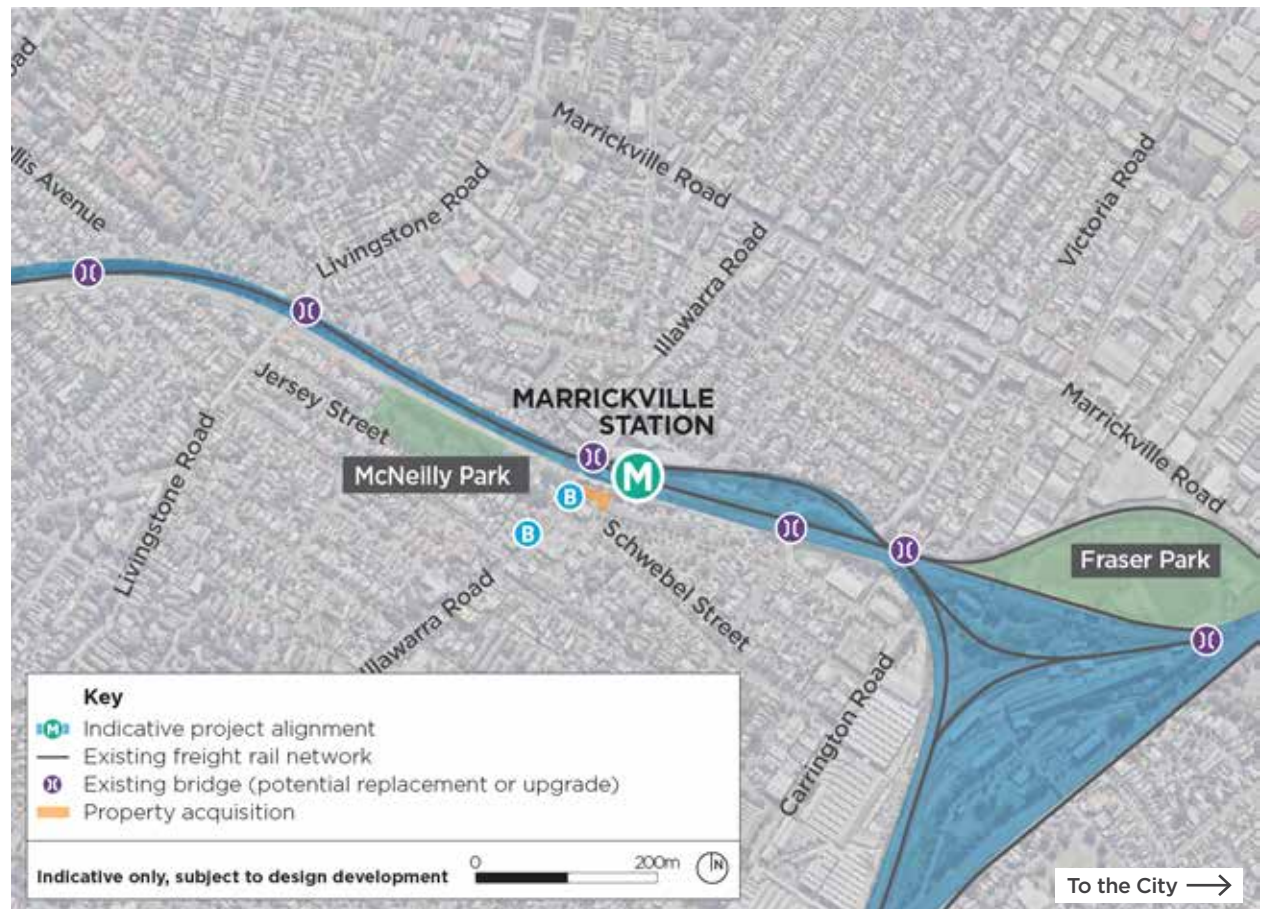 Marrickville Road
Victoria Road
Avenue
Livingstone Road
Illawarra Road
Jersey Street
MARRICKVILLE
STATION
M
Marrickville Road
McNeilly Park
B
B
Fraser Park
Livingstone Road
Schwebel Street
Illawarra Road
Carrington Road
Key
M Indicative project alignment
Existing freight rail network
Existing bridge (potential replacement or upgrade)
Property acquisition
Indicative only, subject to design development
0 200m
N
To the City →